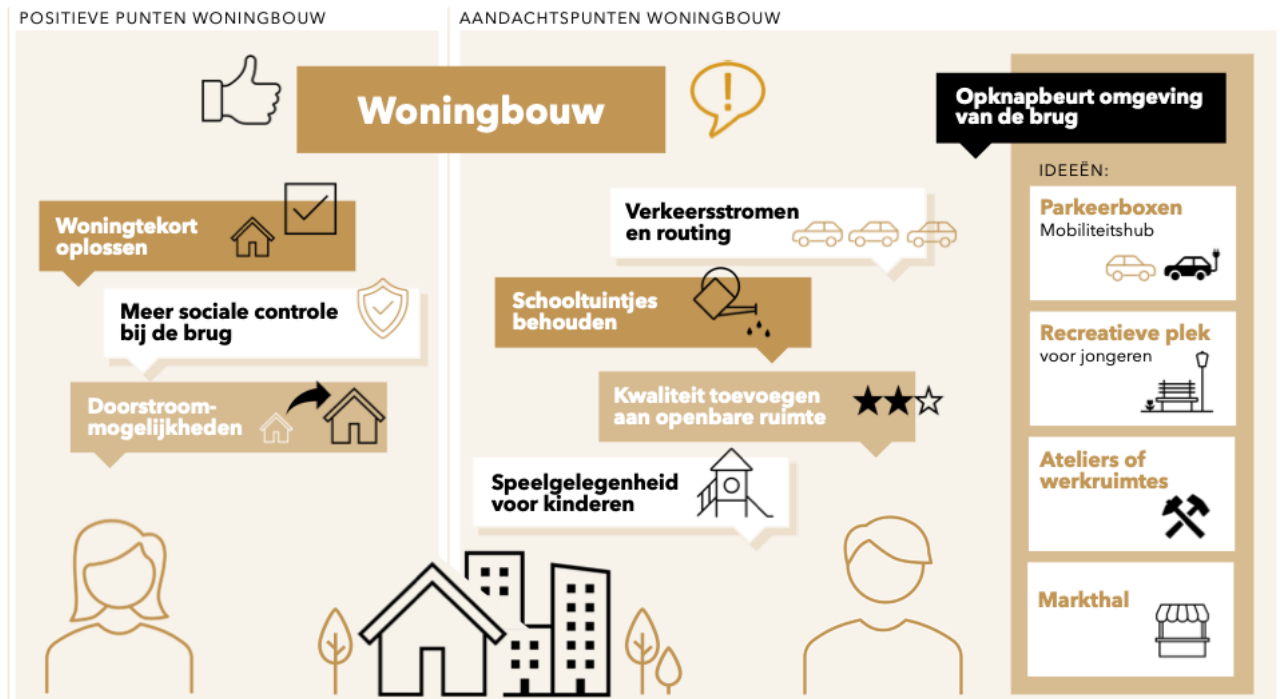 POSITIEVE PUNTEN WONINGBOUW
AANDACHTSPUNTEN WONINGBOUW
Woningbouw
Woningtekort
oplossen
Meer sociale controle
bij de brug
Doorstroom-
mogelijkheden
Verkeersstromen
en routing
Schooltuintjes
behouden
Kwaliteit toevoegen
aan openbare ruimte
Speelgelegenheid
voor kinderen
Opknapbeurt omgeving
van de brug
IDEEËN:
Parkeerboxen
Mobiliteitshub
Recreatieve plek
voor jongeren
Ateliers of
werkruimtes
Markthal